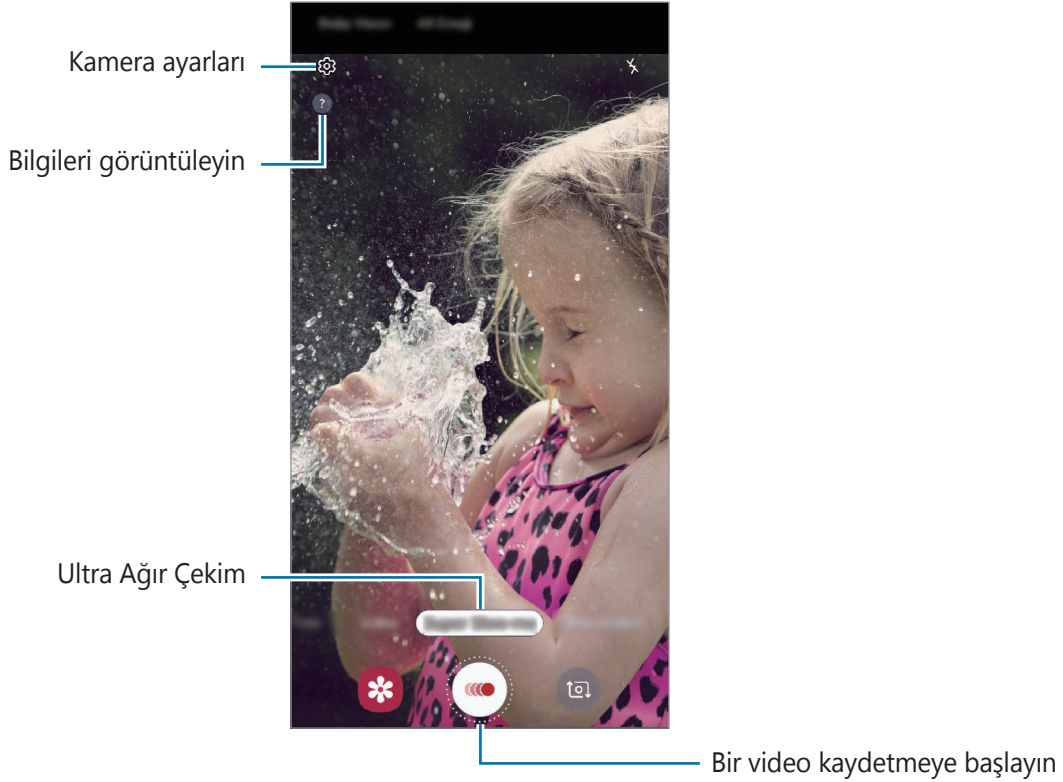 Kamera ayarları
?
Bilgileri görüntüleyin
Ultra Ağır Çekim
Bir video kaydetmeye başlayın